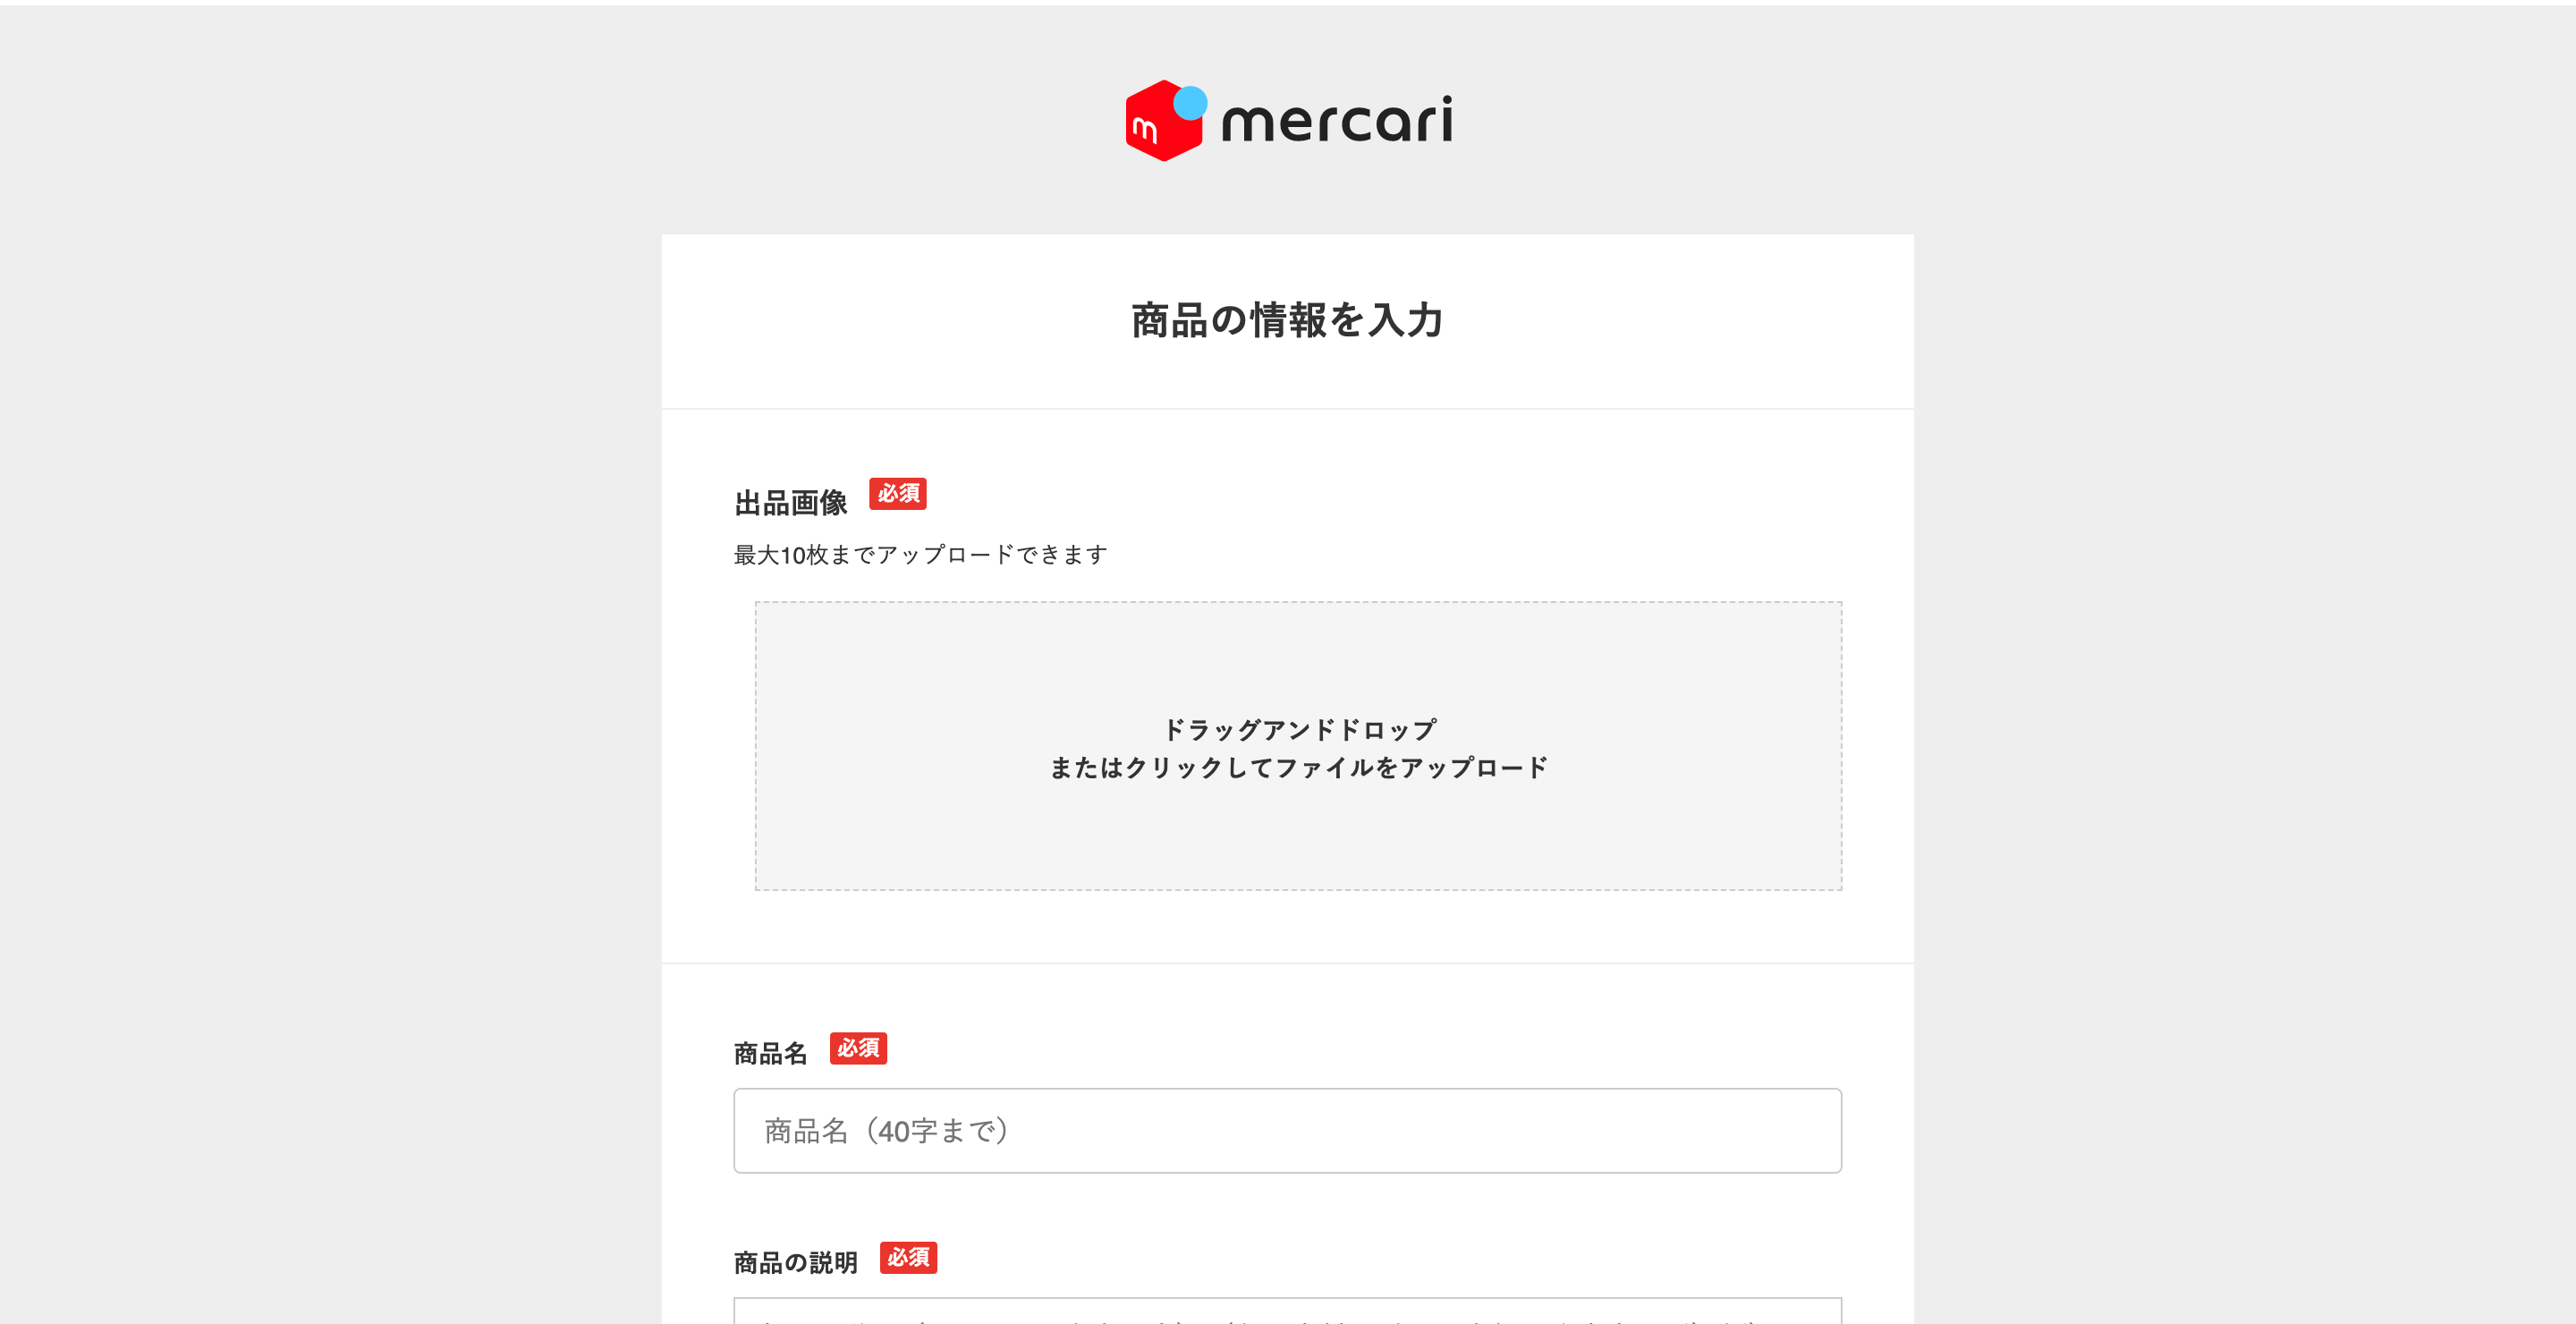 mercari
商品の情報を入力
出品画像 必須
最大10枚までアップロードできます
ドラッグアンドドロップ
またはクリックしてファイルをアップロード
商品名 必須
商品名（40字まで）
商品の説明 必須